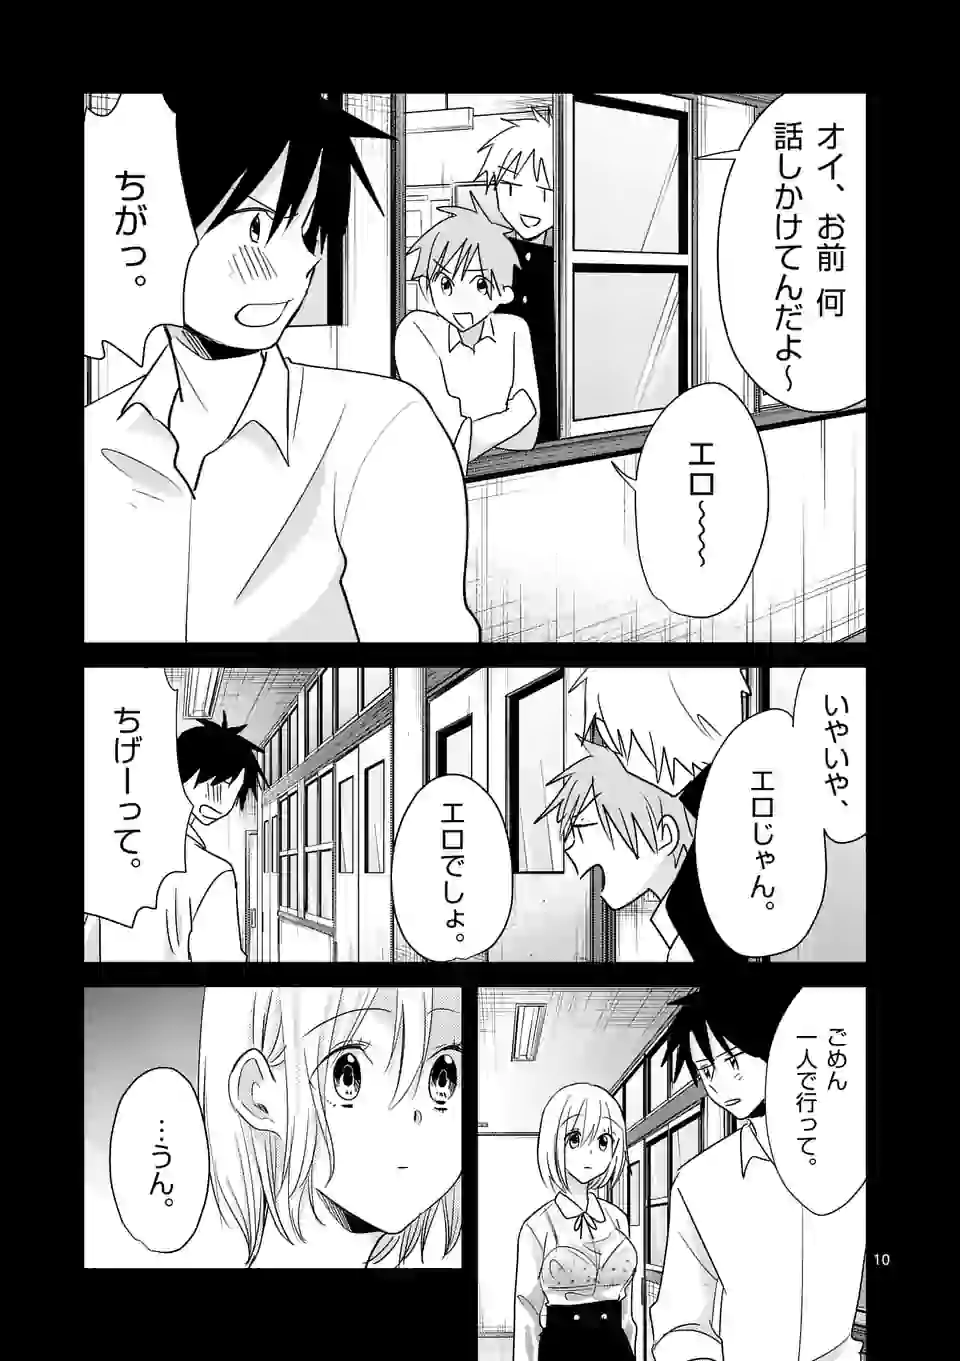 オイ、お前 何
話しかけてんだよ〜
エロ〜〜
ちがっ。
いやいや、
エロじゃん。
エロでしょ。
ちげーって。
ごめん
一人で行って。
…うん。
10